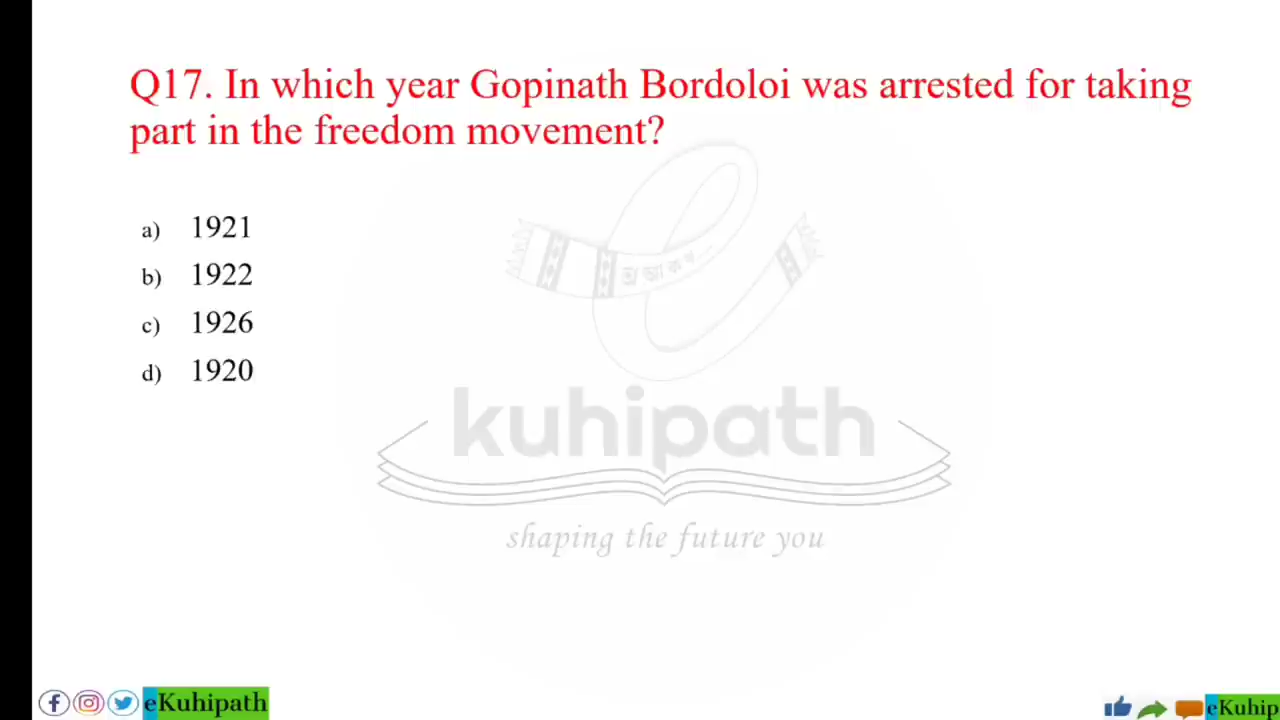 Q17. In which year Gopinath Bordoloi was arrested for taking
part in the freedom movement?
a) 1921
b) 1922
c) 1926
d) 1920
kuhipath
shaping the future you
eKuhipath
eKuhip